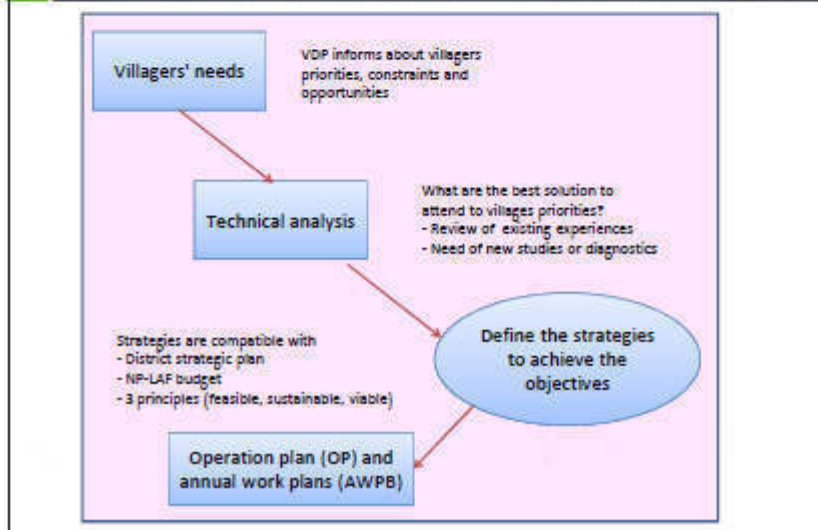 Villagers' needs
VDP informs about villagers
priorities, constraints and
opportunities
Technical analysis
What are the best solution to
attend to villages priorities?
- Review of existing experiences
- Need of new studies or diagnostics
Define the strategies
to achieve the
objectives
Strategies are compatible with
- District strategic plan
- NP-LAF budget
- 3 principles (feasible, sustainable, viable)
Operation plan (OP) and
annual work plans (AWPB)